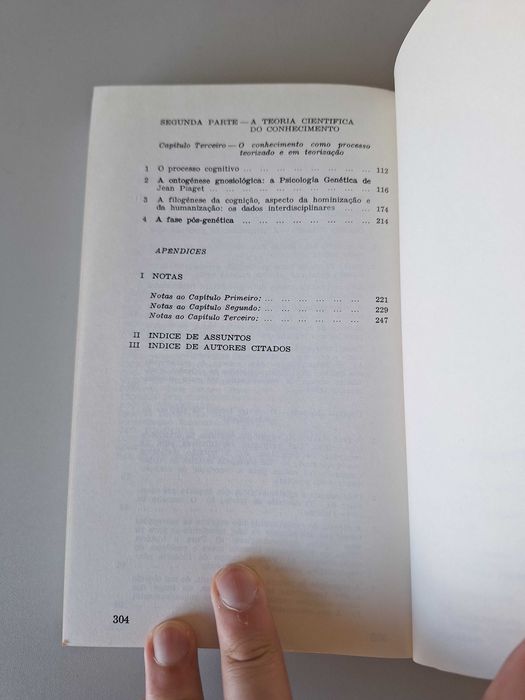 SEGUNDA PARTE — A TEORIA CIENTIFICA
DO CONHECIMENTO
Capítulo Terceiro — O conhecimento como processo
teorizado e em teorização
1 O processo cognitivo ... ... ... ... ... ... ... 112
2 A ontogénese gnosiológica: a Psicologia Genética de
Jean Piaget ... ... ... ... ... ... ... ... 116
3 A filogénese da cognição, aspecto da hominização e
da humanização: os dados interdisciplinares ... ... 174
4 A fase pós-genética ... ... ... ... ... ... ... 214
APÊNDICES
I NOTAS
Notas ao Capítulo Primeiro: ... ... ... ... ... ... 221
Notas ao Capítulo Segundo: ... ... ... ... ... ... 229
Notas ao Capítulo Terceiro: ... ... ... ... ... ... 247
II INDICE DE ASSUNTOS
III INDICE DE AUTORES CITADOS
304